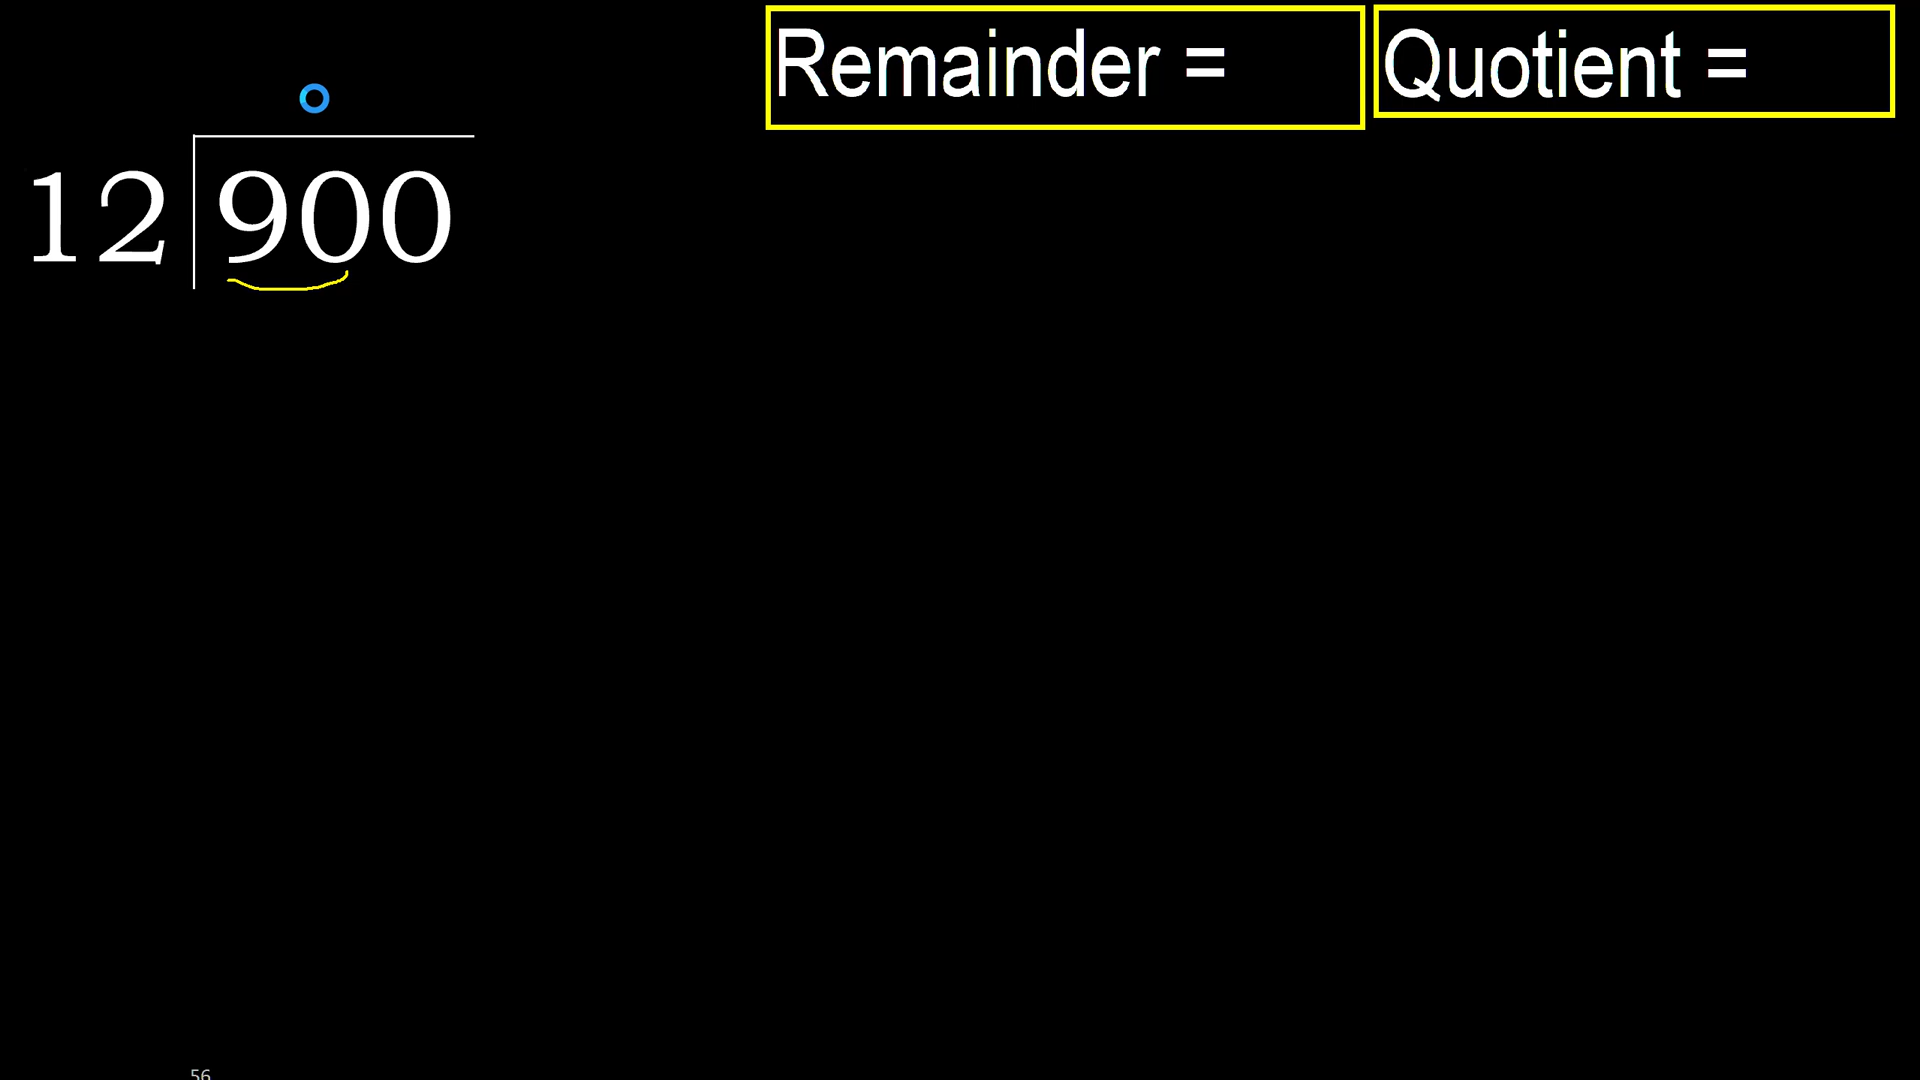 Remainder =
Quotient =
12 900
56